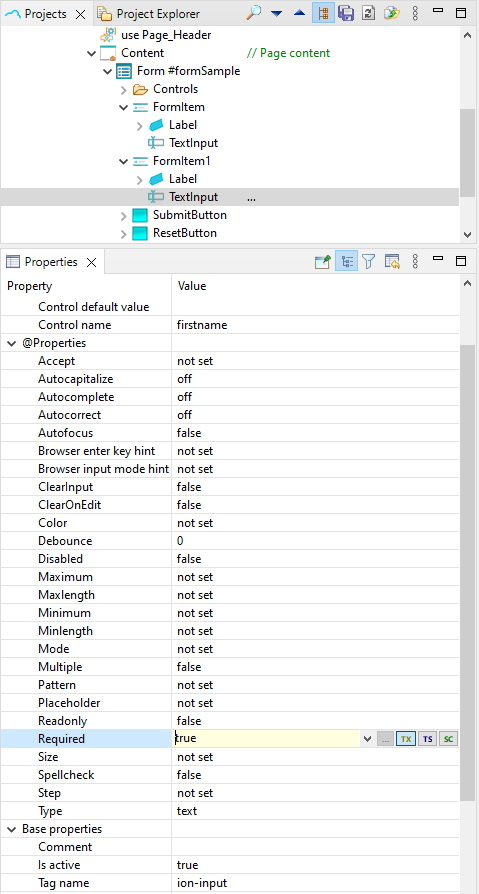 Projects Project Explorer
use Page_Header
Content // Page content
Form #formSample
Controls
FormItem
Label
TextInput
FormItem1
Label
TextInput ...
SubmitButton
ResetButton
Properties
Property Value
Control default value
Control name firstname
@Properties
Accept not set
Autocapitalize off
Autocomplete off
Autocorrect off
Autofocus false
Browser enter key hint not set
Browser input mode hint not set
ClearInput false
ClearOnEdit false
Color not set
Debounce 0
Disabled false
Maximum not set
Maxlength not set
Minimum not set
Minlength not set
Mode not set
Multiple false
Pattern not set
Placeholder not set
Readonly false
Required true ... TX TS SC
Size not set
Spellcheck false
Step not set
Type text
Base properties
Comment
Is active true
Tag name ion-input